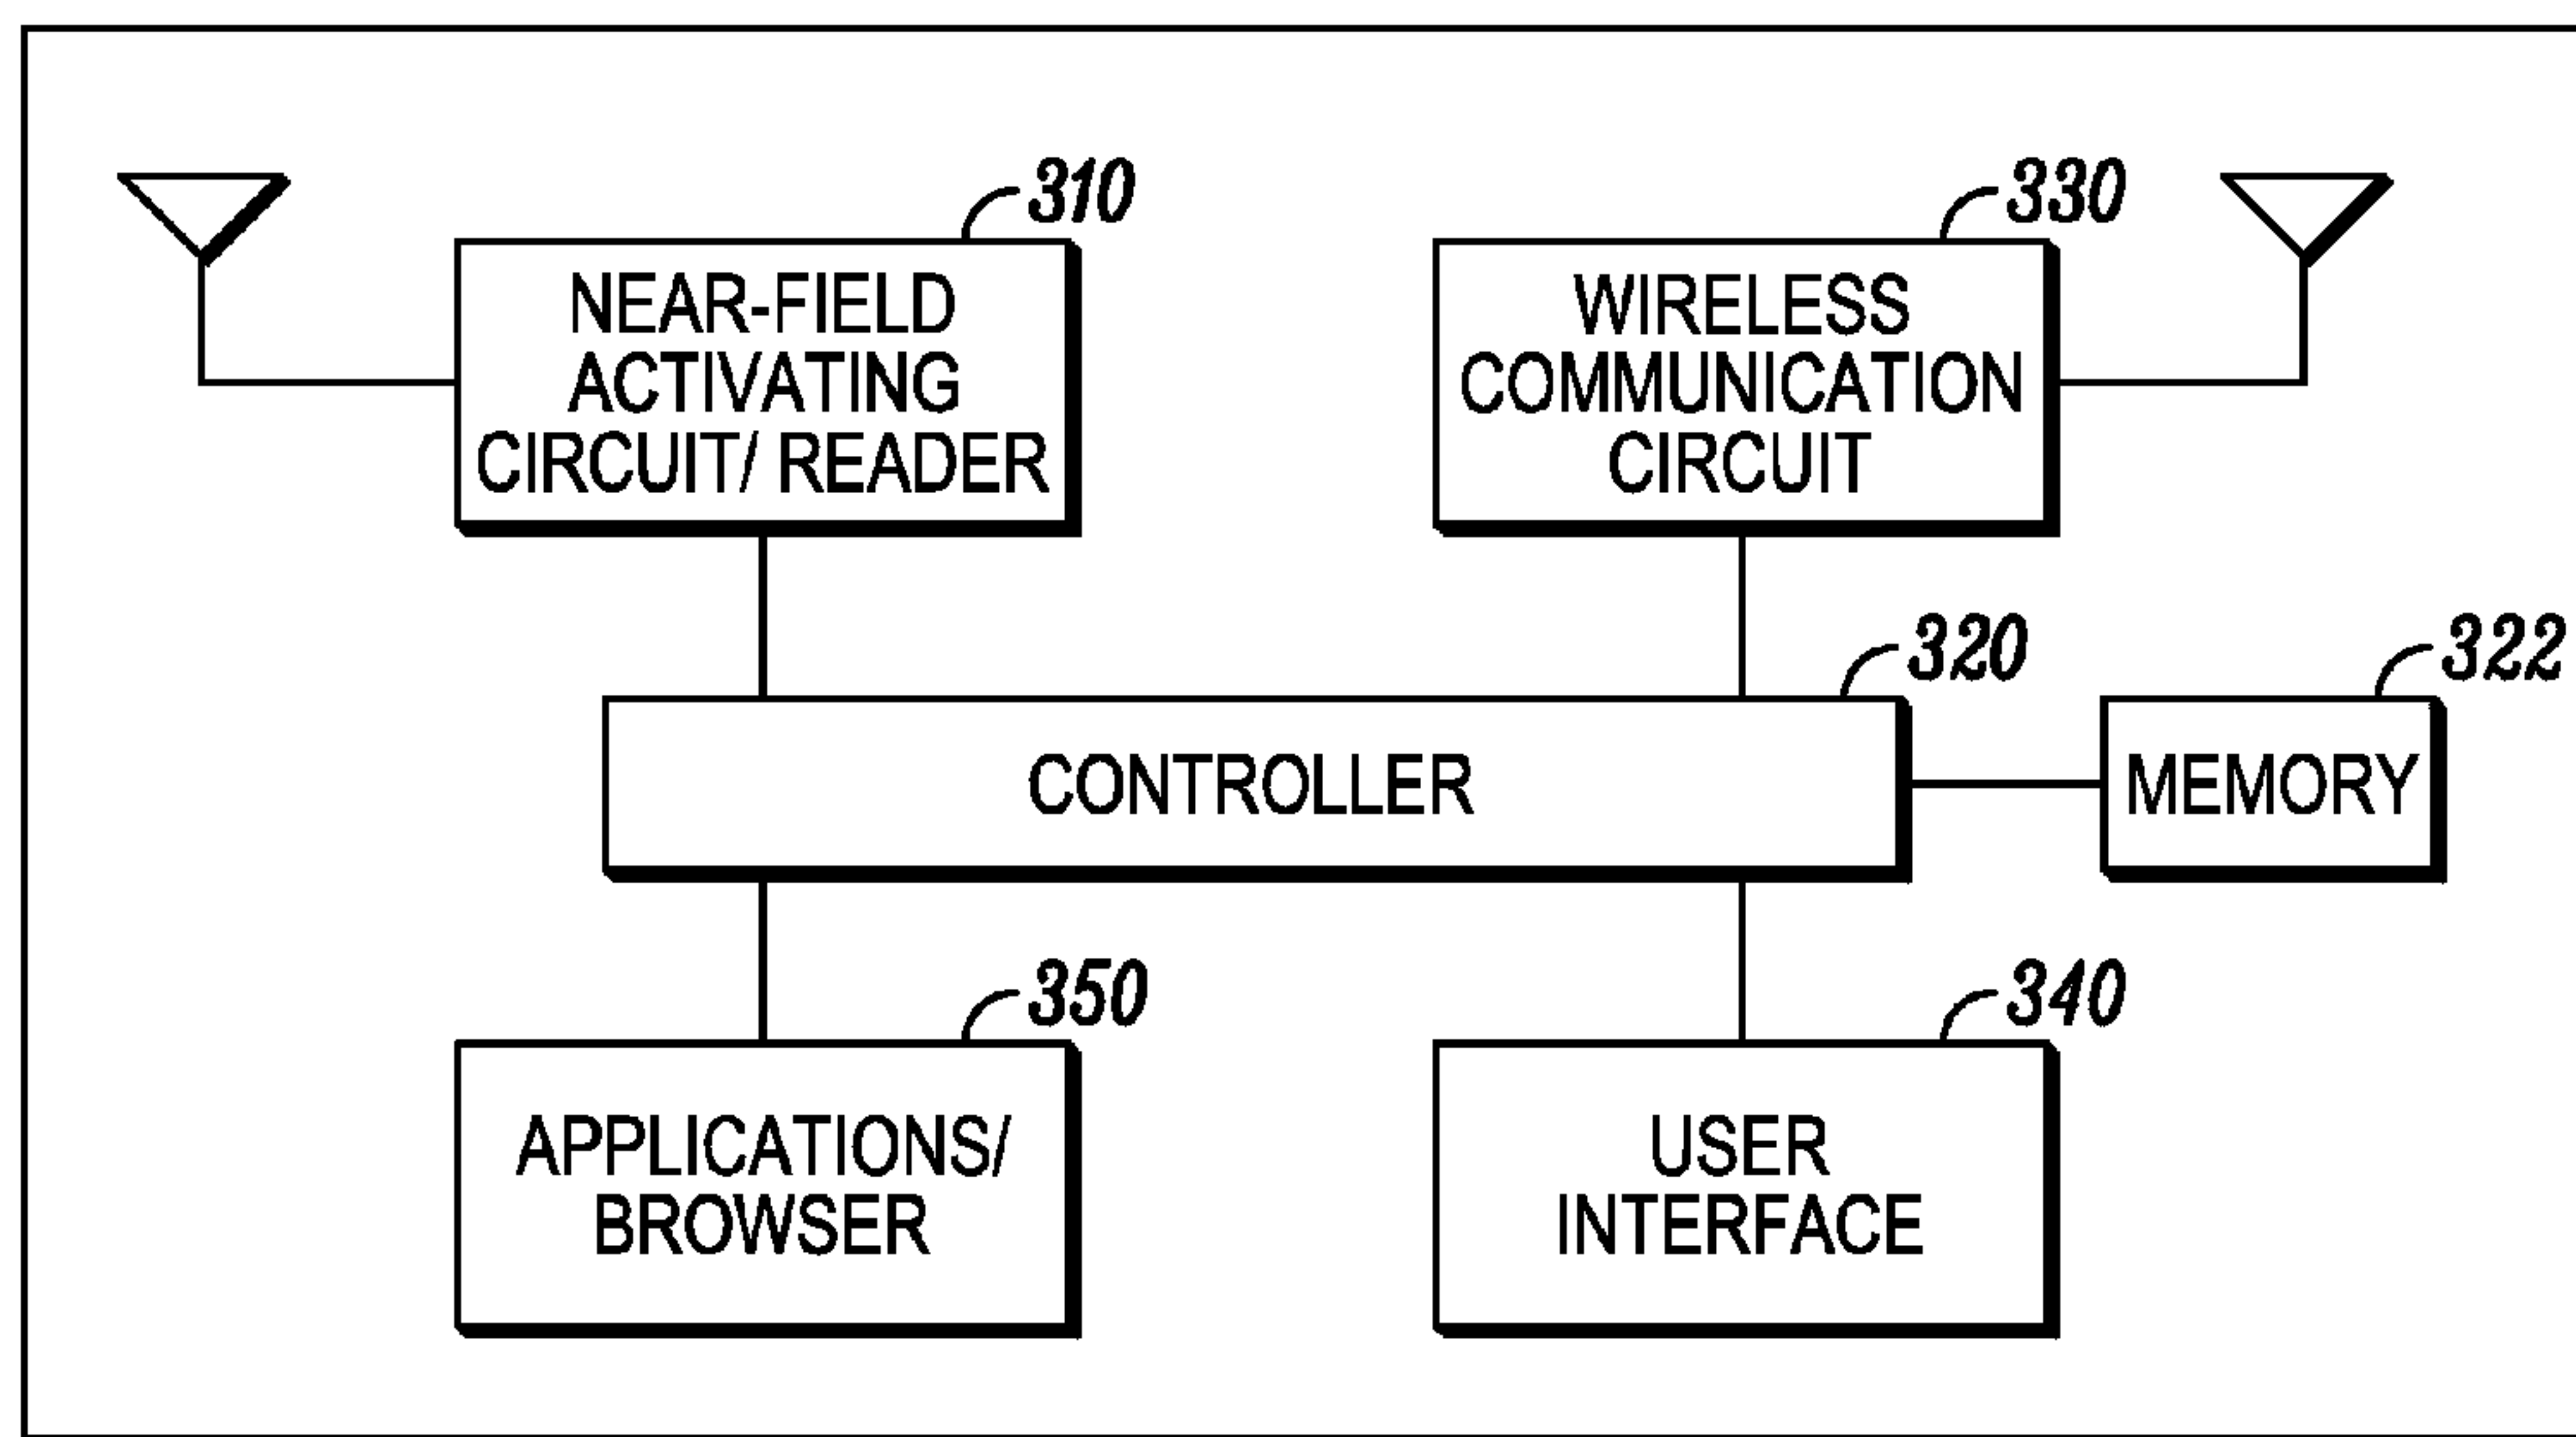 310
NEAR-FIELD
ACTIVATING
CIRCUIT/ READER
330
WIRELESS
COMMUNICATION
CIRCUIT
320
CONTROLLER
322
MEMORY
350
APPLICATIONS/
BROWSER
340
USER
INTERFACE